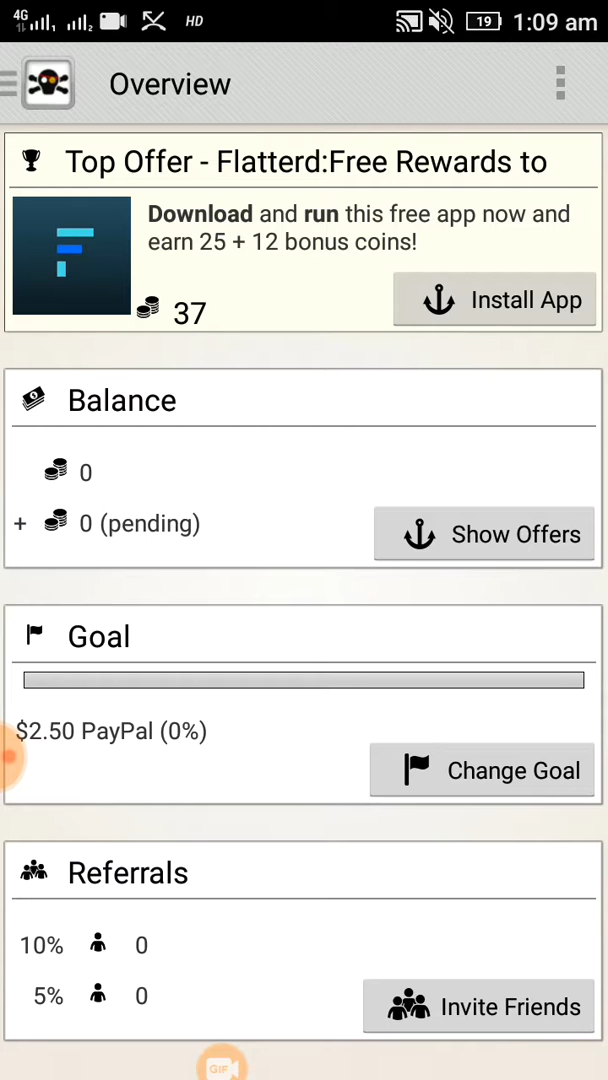 4G 1 2 HD 19 1:09 am
Overview
Top Offer - Flatterd:Free Rewards to
Download and run this free app now and
earn 25 + 12 bonus coins!
F
37
Install App
Balance
0
+ 0 (pending)
Show Offers
Goal
$2.50 PayPal (0%)
Change Goal
Referrals
10% 0
5% 0
Invite Friends
GIF